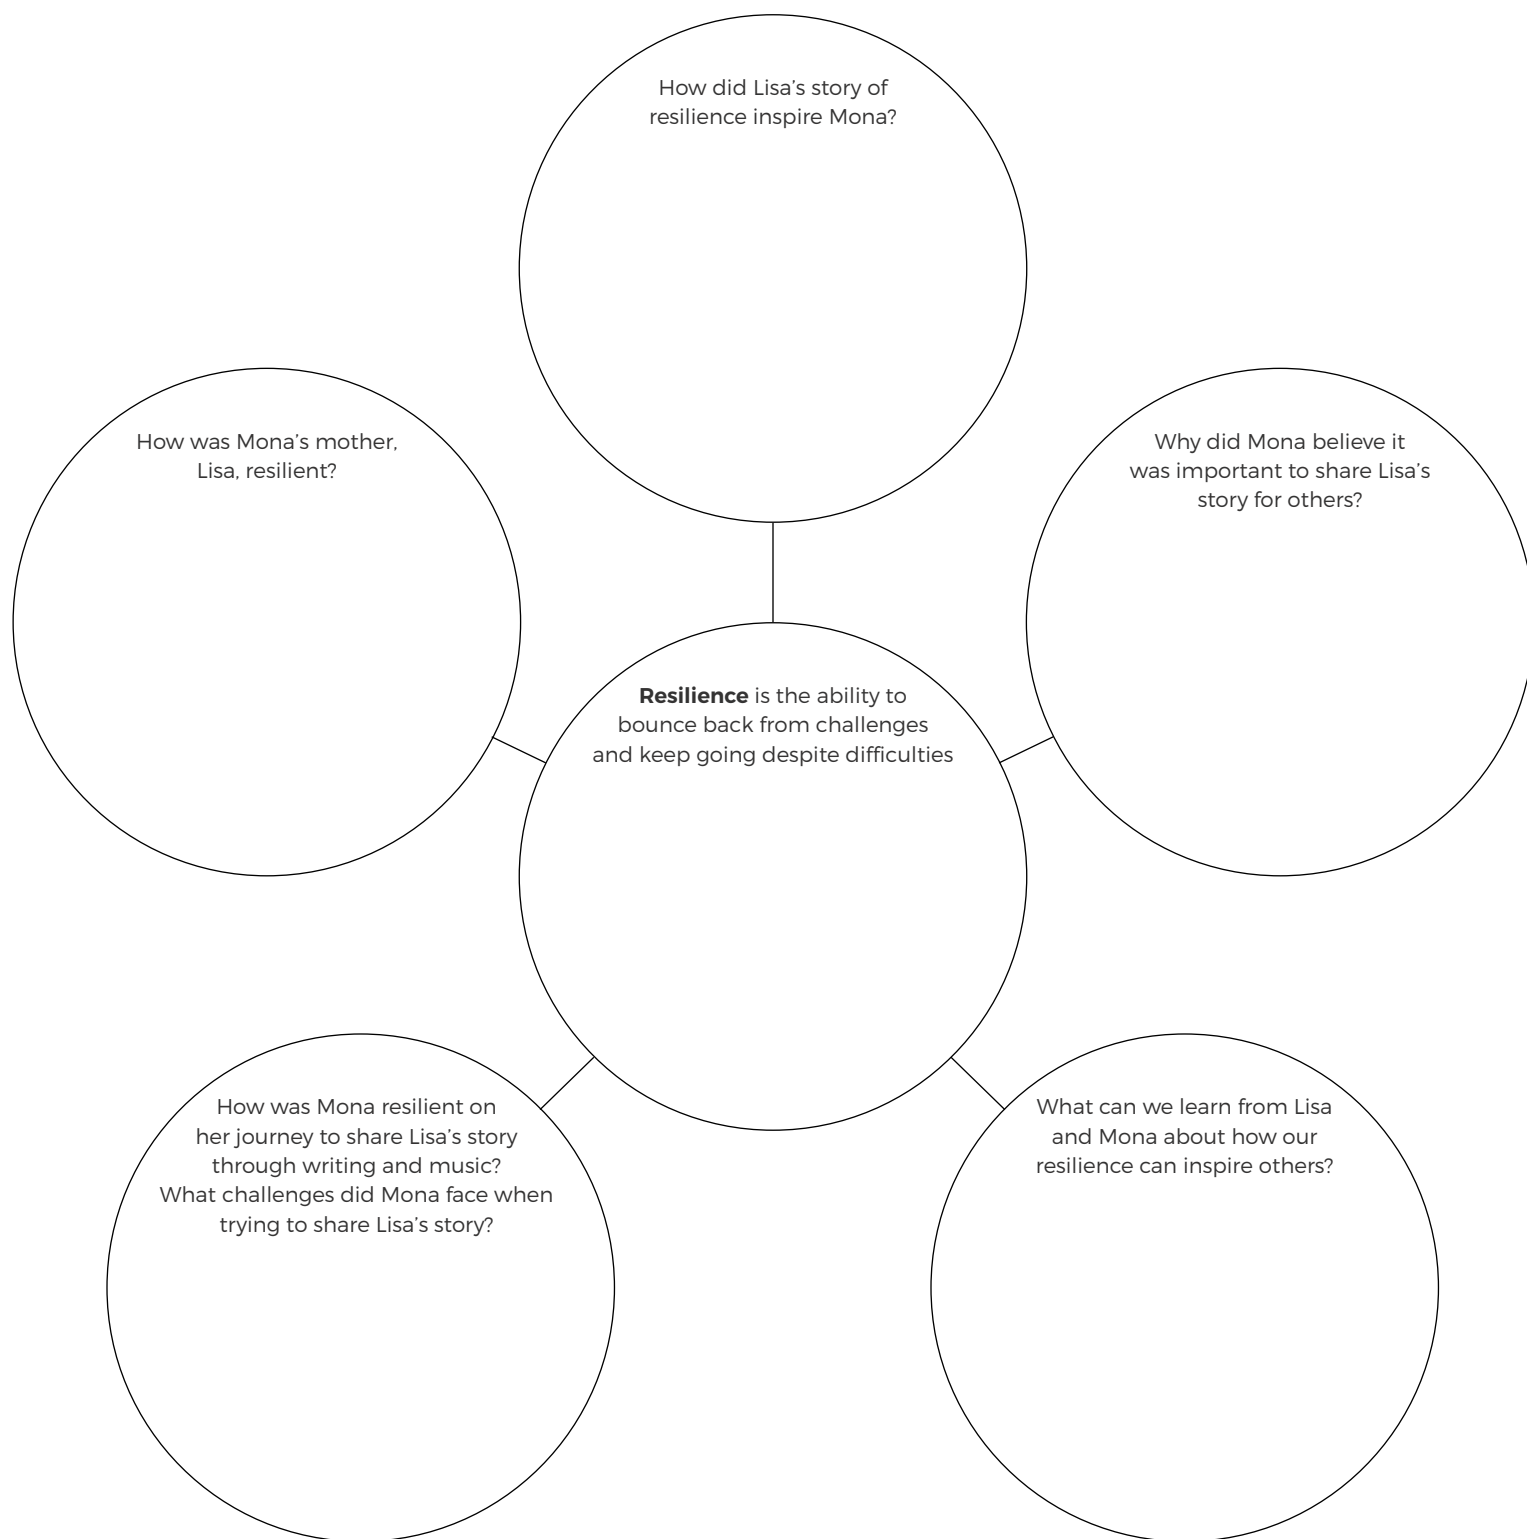 How did Lisa’s story of
resilience inspire Mona?
How was Mona’s mother,
Lisa, resilient?
Why did Mona believe it
was important to share Lisa’s
story for others?
Resilience is the ability to
bounce back from challenges
and keep going despite difficulties
How was Mona resilient on
her journey to share Lisa’s story
through writing and music?
What challenges did Mona face when
trying to share Lisa’s story?
What can we learn from Lisa
and Mona about how our
resilience can inspire others?